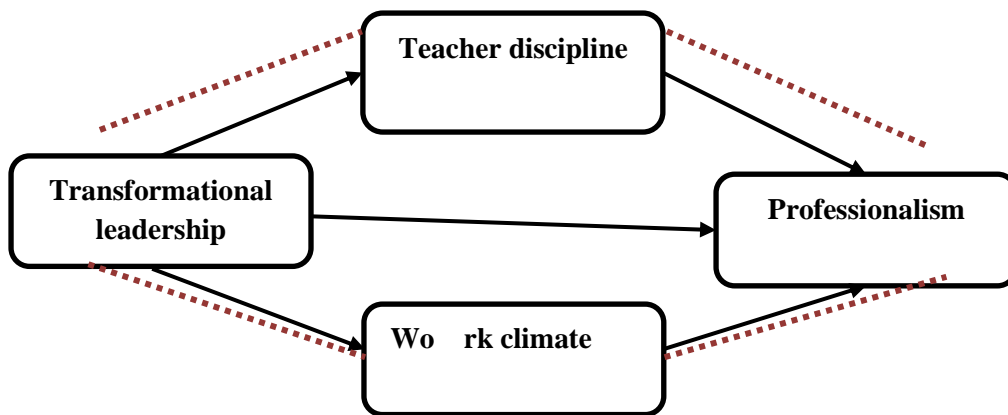 Teacher discipline
Transformational
leadership
Professionalism
Wo rk climate